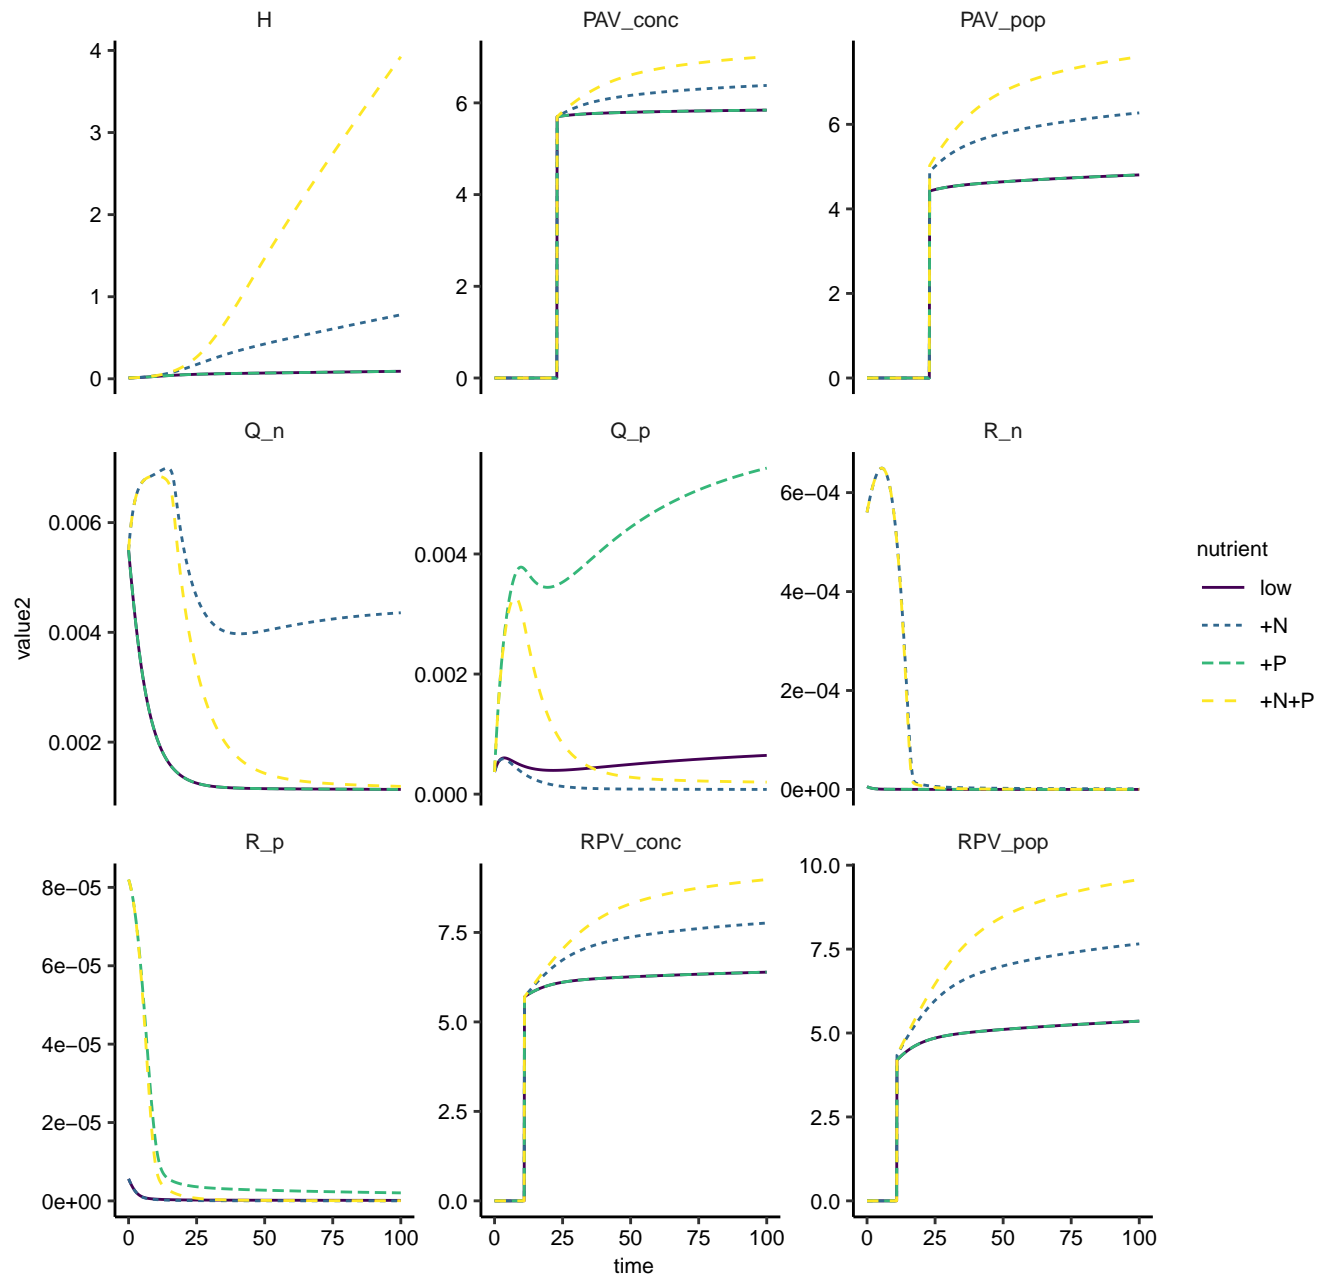 H
PAV_conc
PAV_pop
4
3
2
1
0
6
4
2
0
6
4
2
0
Q_n
Q_p
R_n
0.006
0.004
0.002
0.004
0.002
0.000
6e−04
4e−04
2e−04
0e+00
R_p
RPV_conc
RPV_pop
8e−05
6e−05
4e−05
2e−05
0e+00
7.5
5.0
2.5
0.0
10.0
7.5
5.0
2.5
0.0
0 25 50 75 100
0 25 50 75 100
0 25 50 75 100
time
value2
nutrient
low
+N
+P
+N+P